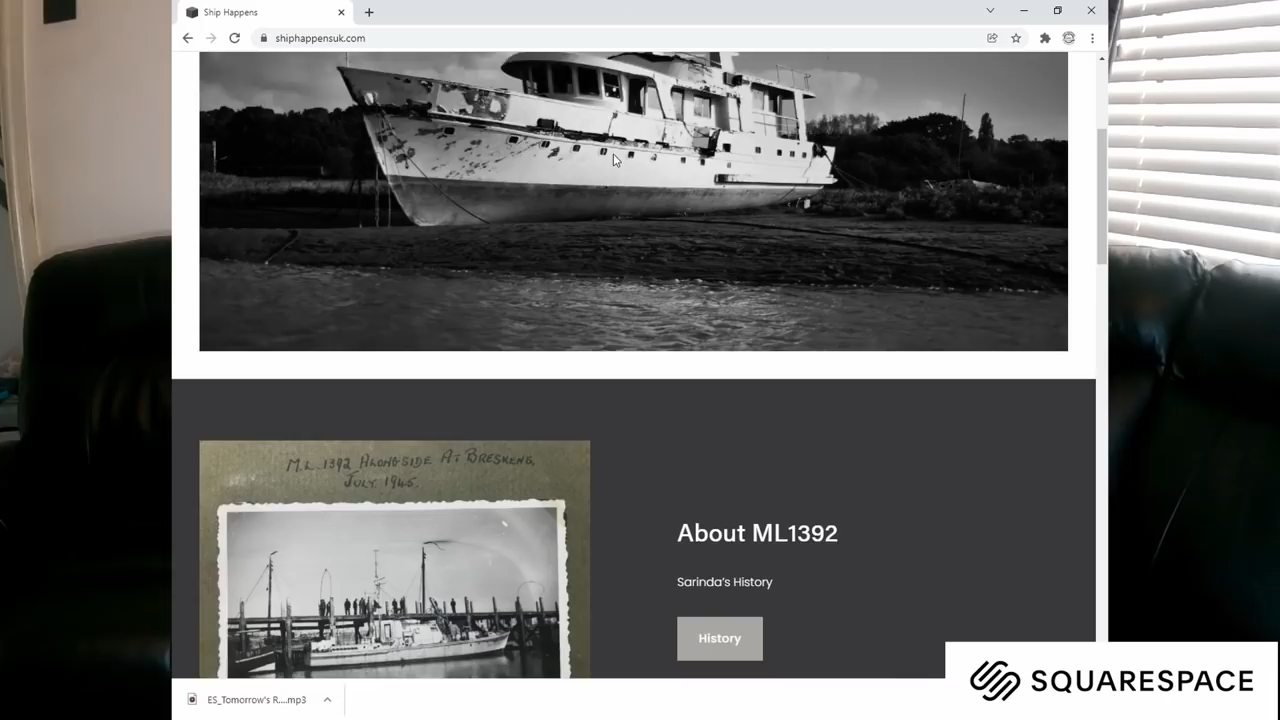 Ship Happens
shiphappensuk.com
M.L. 1392 ALONGSIDE AT BRESKENS,
JULY 1945.
About ML1392
Sarinda's History
History
ES_Tomorrow's R....mp3
SQUARESPACE